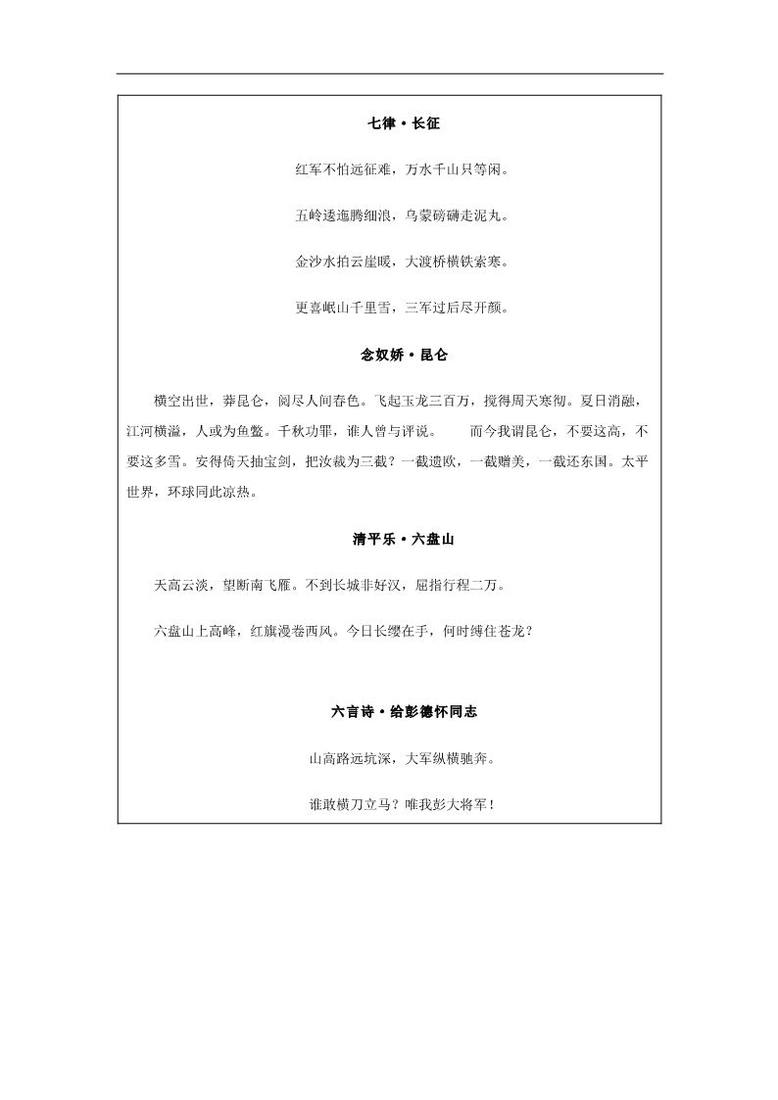 七律·长征
红军不怕远征难，万水千山只等闲。
五岭逶迤腾细浪，乌蒙磅礴走泥丸。
金沙水拍云崖暖，大渡桥横铁索寒。
更喜岷山千里雪，三军过后尽开颜。
念奴娇·昆仑
横空出世，莽昆仑，阅尽人间春色。飞起玉龙三百万，搅得周天寒彻。夏日消融，
江河横溢，人或为鱼鳖。千秋功罪，谁人曾与评说。　　而今我谓昆仑，不要这高，不
要这多雪。安得倚天抽宝剑，把汝裁为三截？一截遗欧，一截赠美，一截还东国。太平
世界，环球同此凉热。
清平乐·六盘山
天高云淡，望断南飞雁。不到长城非好汉，屈指行程二万。
六盘山上高峰，红旗漫卷西风。今日长缨在手，何时缚住苍龙？
六言诗·给彭德怀同志
山高路远坑深，大军纵横驰奔。
谁敢横刀立马？唯我彭大将军！